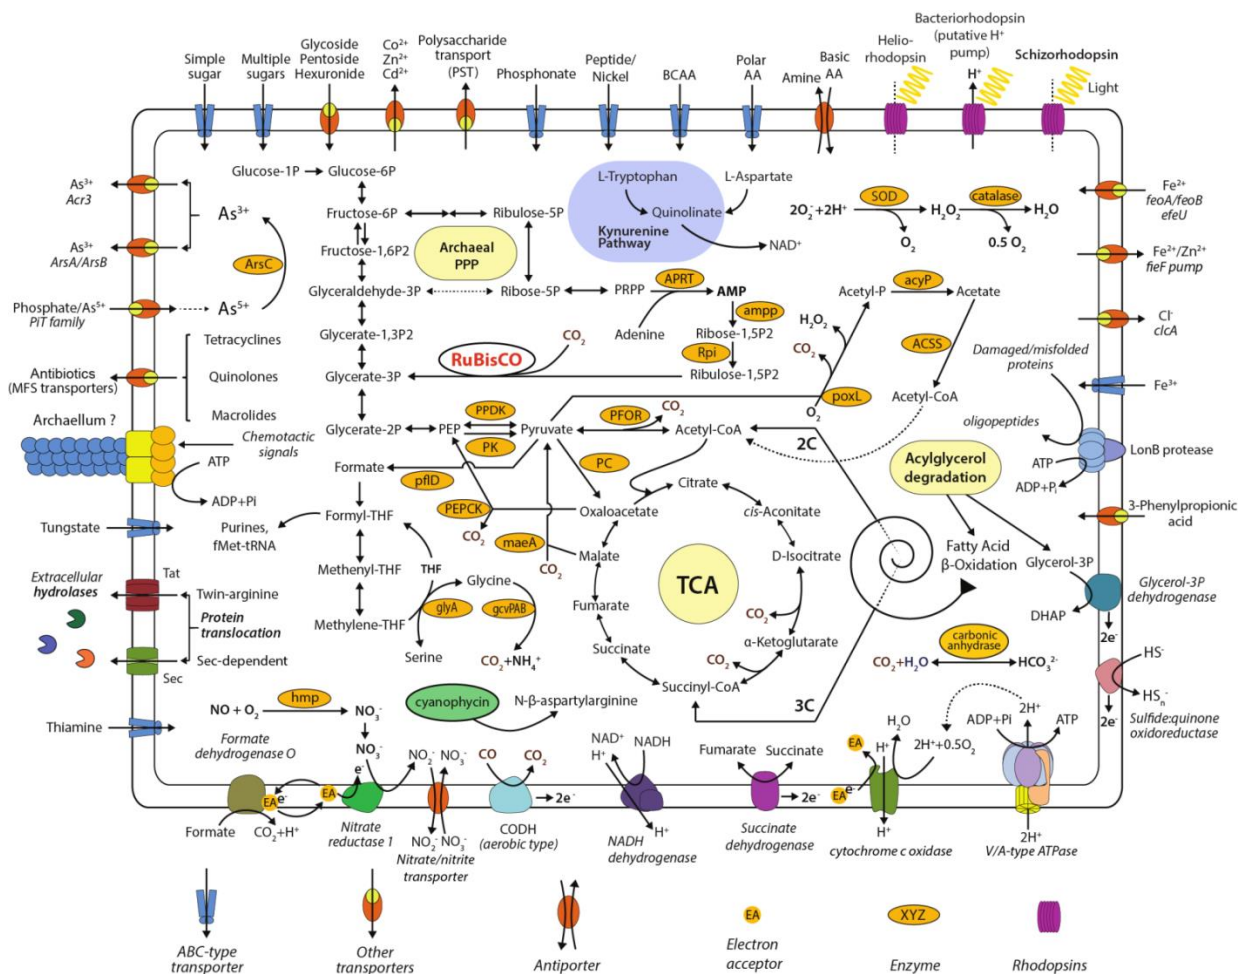 Simple
sugar
Multiple
sugars
Glycoside
Pentoside
Hexuronide
Co²⁺
Zn²⁺
Cd²⁺
Polysaccharide
transport
(PST)
Phosphonate
Peptide/
Nickel
BCAA
Polar
AA
Amine
Basic
AA
Helio-
rhodopsin
Bacteriorhodopsin
(putative H⁺
pump)
H⁺
Schizorhodopsin
Light
As³⁺
Acr3
As³⁺
ArsA/ArsB
Phosphate/As⁵⁺
PiT family
As³⁺
ArsC
As⁵⁺
Antibiotics
(MFS transporters)
Tetracyclines
Quinolones
Macrolides
Archaellum ?
Chemotactic
signals
ATP
ADP+Pi
Tungstate
Extracellular
hydrolases
Tat
Twin-arginine
Protein
translocation
Sec-dependent
Sec
Thiamine
Glucose-1P
Glucose-6P
Fructose-6P
Ribulose-5P
Fructose-1,6P2
Archaeal
PPP
Glyceraldehyde-3P
Ribose-5P
PRPP
APRT
AMP
Adenine
ampp
Ribose-1,5P2
Rpi
Ribulose-1,5P2
Glycerate-1,3P2
CO₂
RuBisCO
Glycerate-3P
Glycerate-2P
PEP
PPDK
PK
Pyruvate
PFOR
CO₂
Acetyl-CoA
PC
L-Tryptophan
L-Aspartate
Quinolinate
Kynurenine
Pathway
NAD⁺
2O₂⁻+2H⁺
SOD
O₂
H₂O₂
catalase
0.5 O₂
H₂O
Acetyl-P
acyP
Acetate
H₂O₂
CO₂
O₂
poxL
ACSS
Acetyl-CoA
2C
Acylglycerol
degradation
Fatty Acid
β-Oxidation
Glycerol-3P
DHAP
3C
Formate
pflD
Formyl-THF
Purines,
fMet-tRNA
PEPCK
CO₂
maeA
CO₂
Methenyl-THF
THF
Glycine
glyA
gcvPAB
Methylene-THF
Serine
CO₂+NH₄⁺
Oxaloacetate
Citrate
cis-Aconitate
D-Isocitrate
CO₂
α-Ketoglutarate
CO₂
Succinyl-CoA
Succinate
Fumarate
Malate
TCA
cyanophycin
N-β-aspartylarginine
carbonic
anhydrase
CO₂+H₂O
HCO₃²⁻
Fe²⁺
feoA/feoB
efeU
Fe²⁺/Zn²⁺
fieF pump
Cl⁻
clcA
Damaged/misfolded
proteins
Fe³⁺
oligopeptides
ATP
ADP+Pᵢ
LonB protease
3-Phenylpropionic
acid
Glycerol-3P
dehydrogenase
2e⁻
HS⁻
HSₙ⁻
2e⁻
Sulfide:quinone
oxidoreductase
NO + O₂
hmp
NO₃⁻
NO₃⁻
Formate
dehydrogenase O
EA
e⁻
Formate
CO₂+H⁺
EA
e⁻
Nitrate
reductase 1
NO₂⁻
NO₃⁻
NO₂⁻
NO₃⁻
Nitrate/nitrite
transporter
CO
CO₂
2e⁻
CODH
(aerobic type)
NAD⁺
H⁺
NADH
H⁺
NADH
dehydrogenase
Fumarate
Succinate
2e⁻
Succinate
dehydrogenase
EA
EA
e⁻
H⁺
H₂O
2H⁺+0.5O₂
H⁺
cytochrome c oxidase
ADP+Pi
2H⁺
ATP
2H⁺
V/A-type ATPase
ABC-type
transporter
Other
transporters
Antiporter
EA
Electron
acceptor
XYZ
Enzyme
Rhodopsins